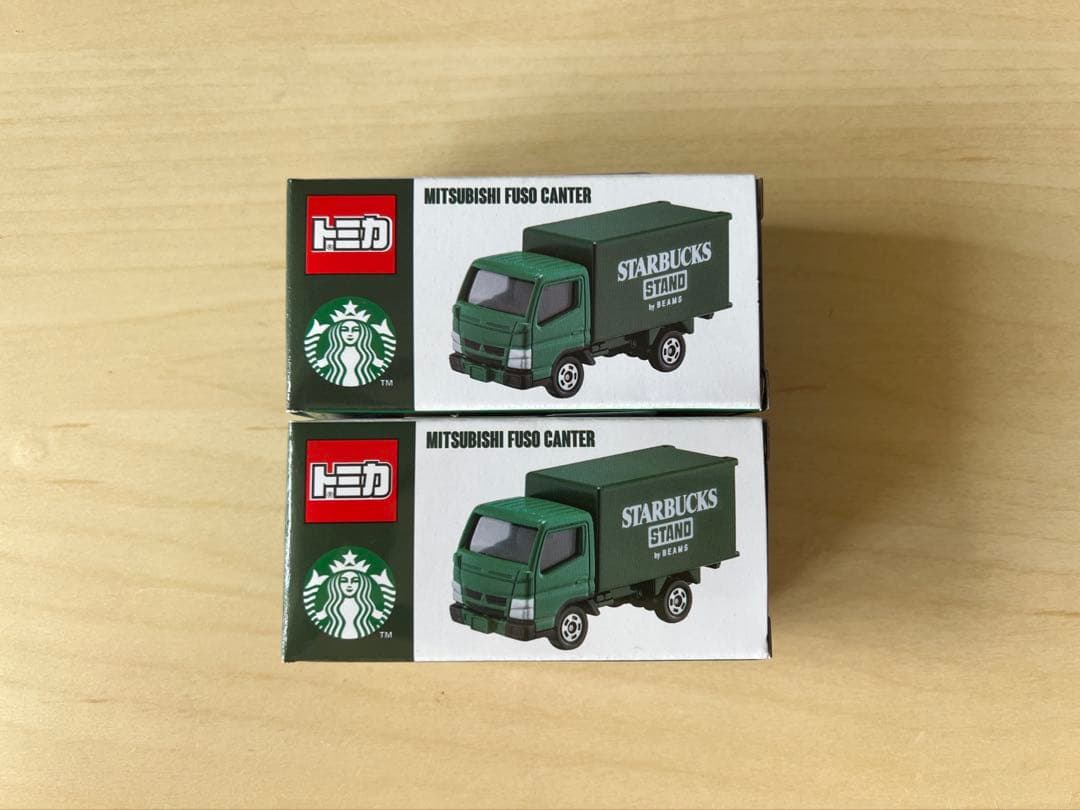 MITSUBISHI FUSO CANTER
トミカ
®
STARBUCKS
STAND
by BEAMS
TM
MITSUBISHI FUSO CANTER
トミカ
®
STARBUCKS
STAND
by BEAMS
TM